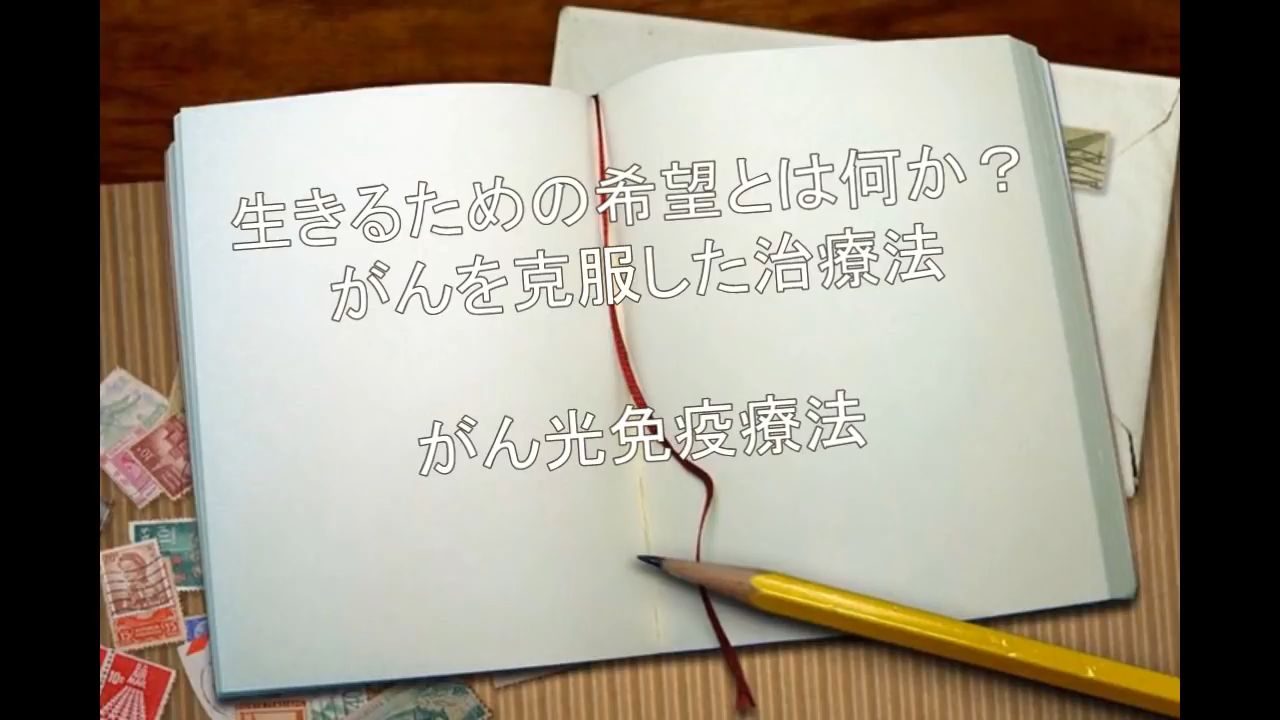 生きるための希望とは何か？
がんを克服した治療法
がん光免疫療法